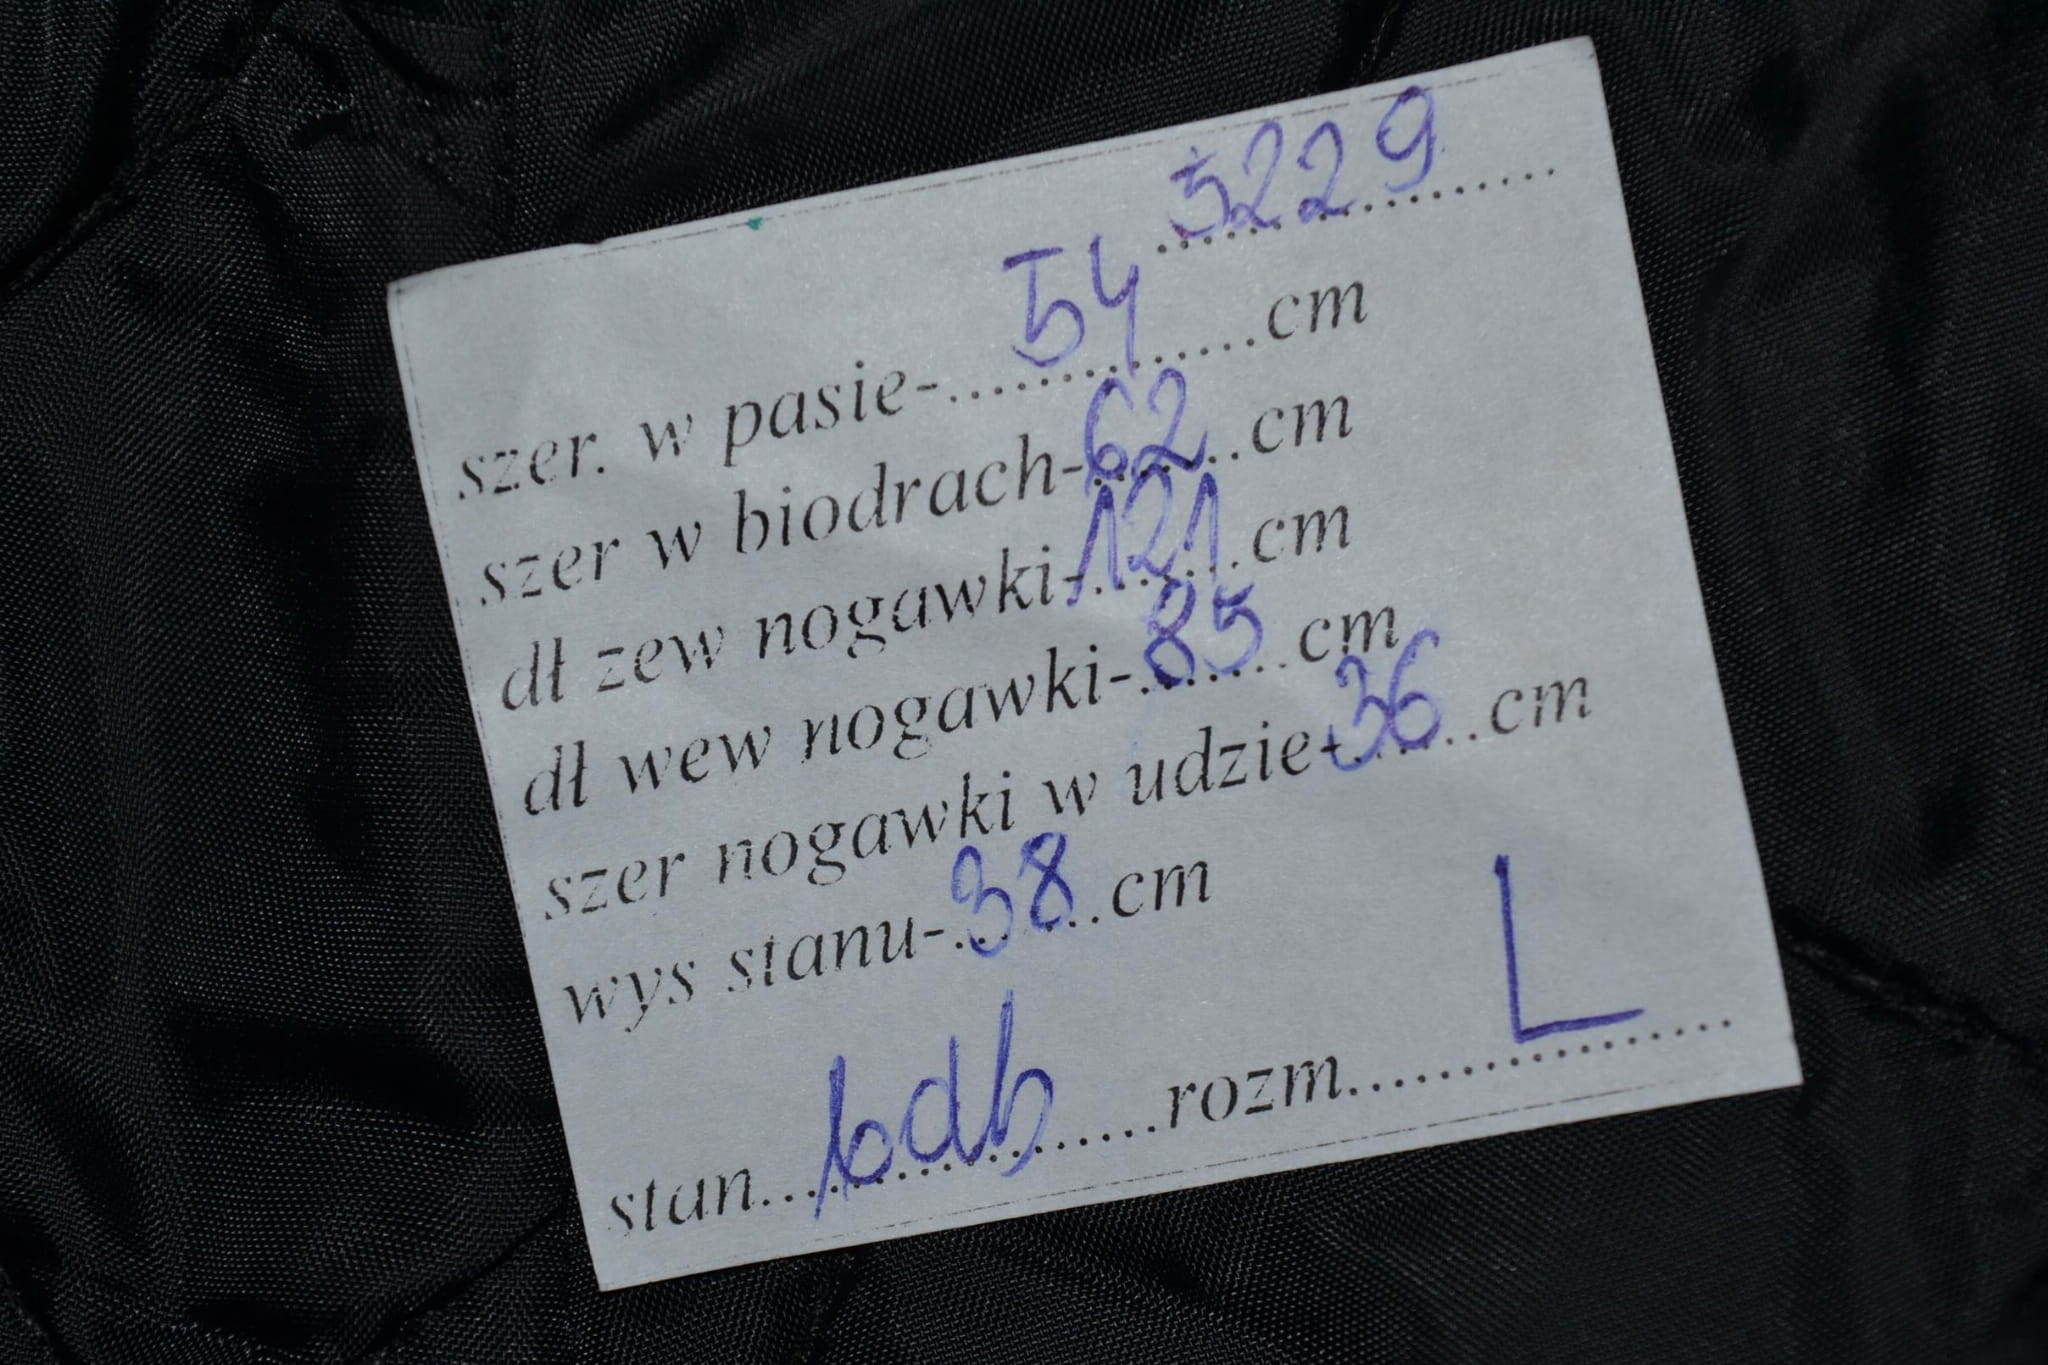 5229
szer. w pasie-54cm
szer w biodrach-62cm
dł zew nogawki-121cm
dł wew nogawki-85cm
szer nogawki w udzie-36cm
wys stanu-38cm
stan bdb rozm. L